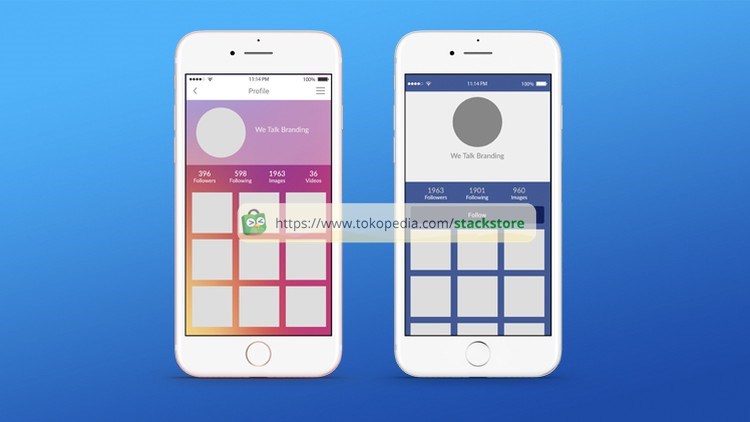 11:14 PM
100%
Profile
We Talk Branding
396 598 1963 36
Followers Following Images Videos
11:14 PM
100%
We Talk Branding
1963 1901 960
Followers Following Images
Follow
https://www.tokopedia.com/stackstore